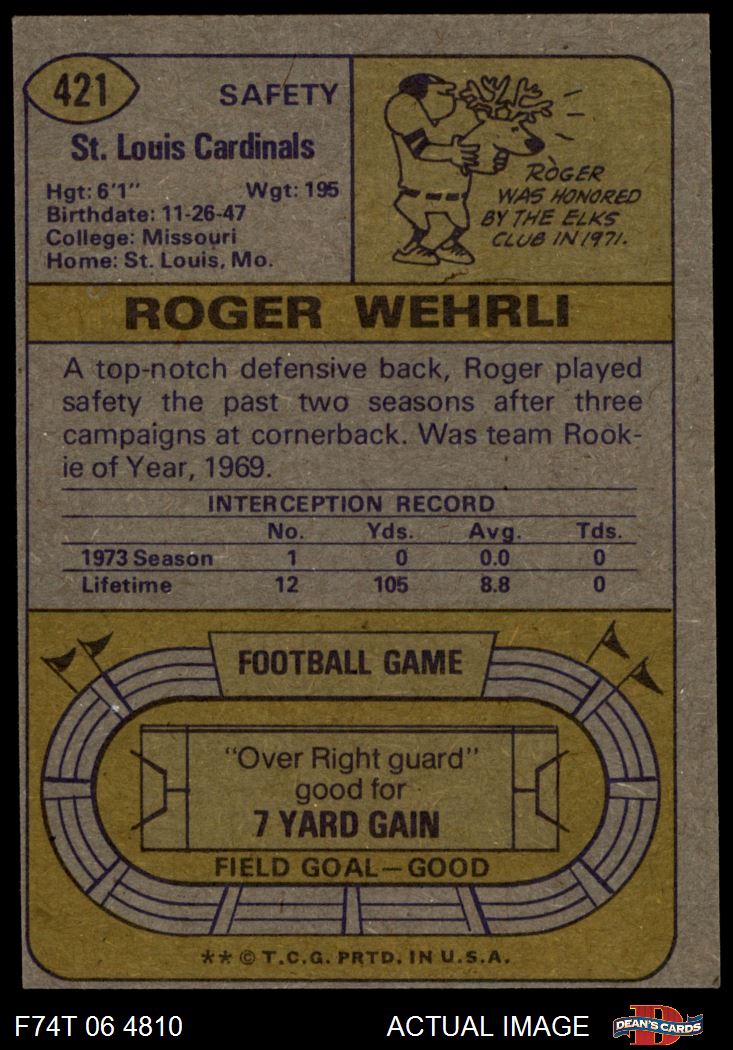 421
SAFETY
St. Louis Cardinals
Hgt: 6'1" Wgt: 195
Birthdate: 11-26-47
College: Missouri
Home: St. Louis, Mo.
ROGER
WAS HONORED
BY THE ELKS
CLUB IN 1971.
ROGER WEHRLI
A top-notch defensive back, Roger played
safety the past two seasons after three
campaigns at cornerback. Was team Rook-
ie of Year, 1969.
INTERCEPTION RECORD
No. Yds. Avg. Tds.
1973 Season 1 0 0.0 0
Lifetime 12 105 8.8 0
FOOTBALL GAME
"Over Right guard"
good for
7 YARD GAIN
FIELD GOAL—GOOD
** © T.C.G. PRTD. IN U.S.A.
F74T 06 4810 ACTUAL IMAGE D DEAN'S CARDS